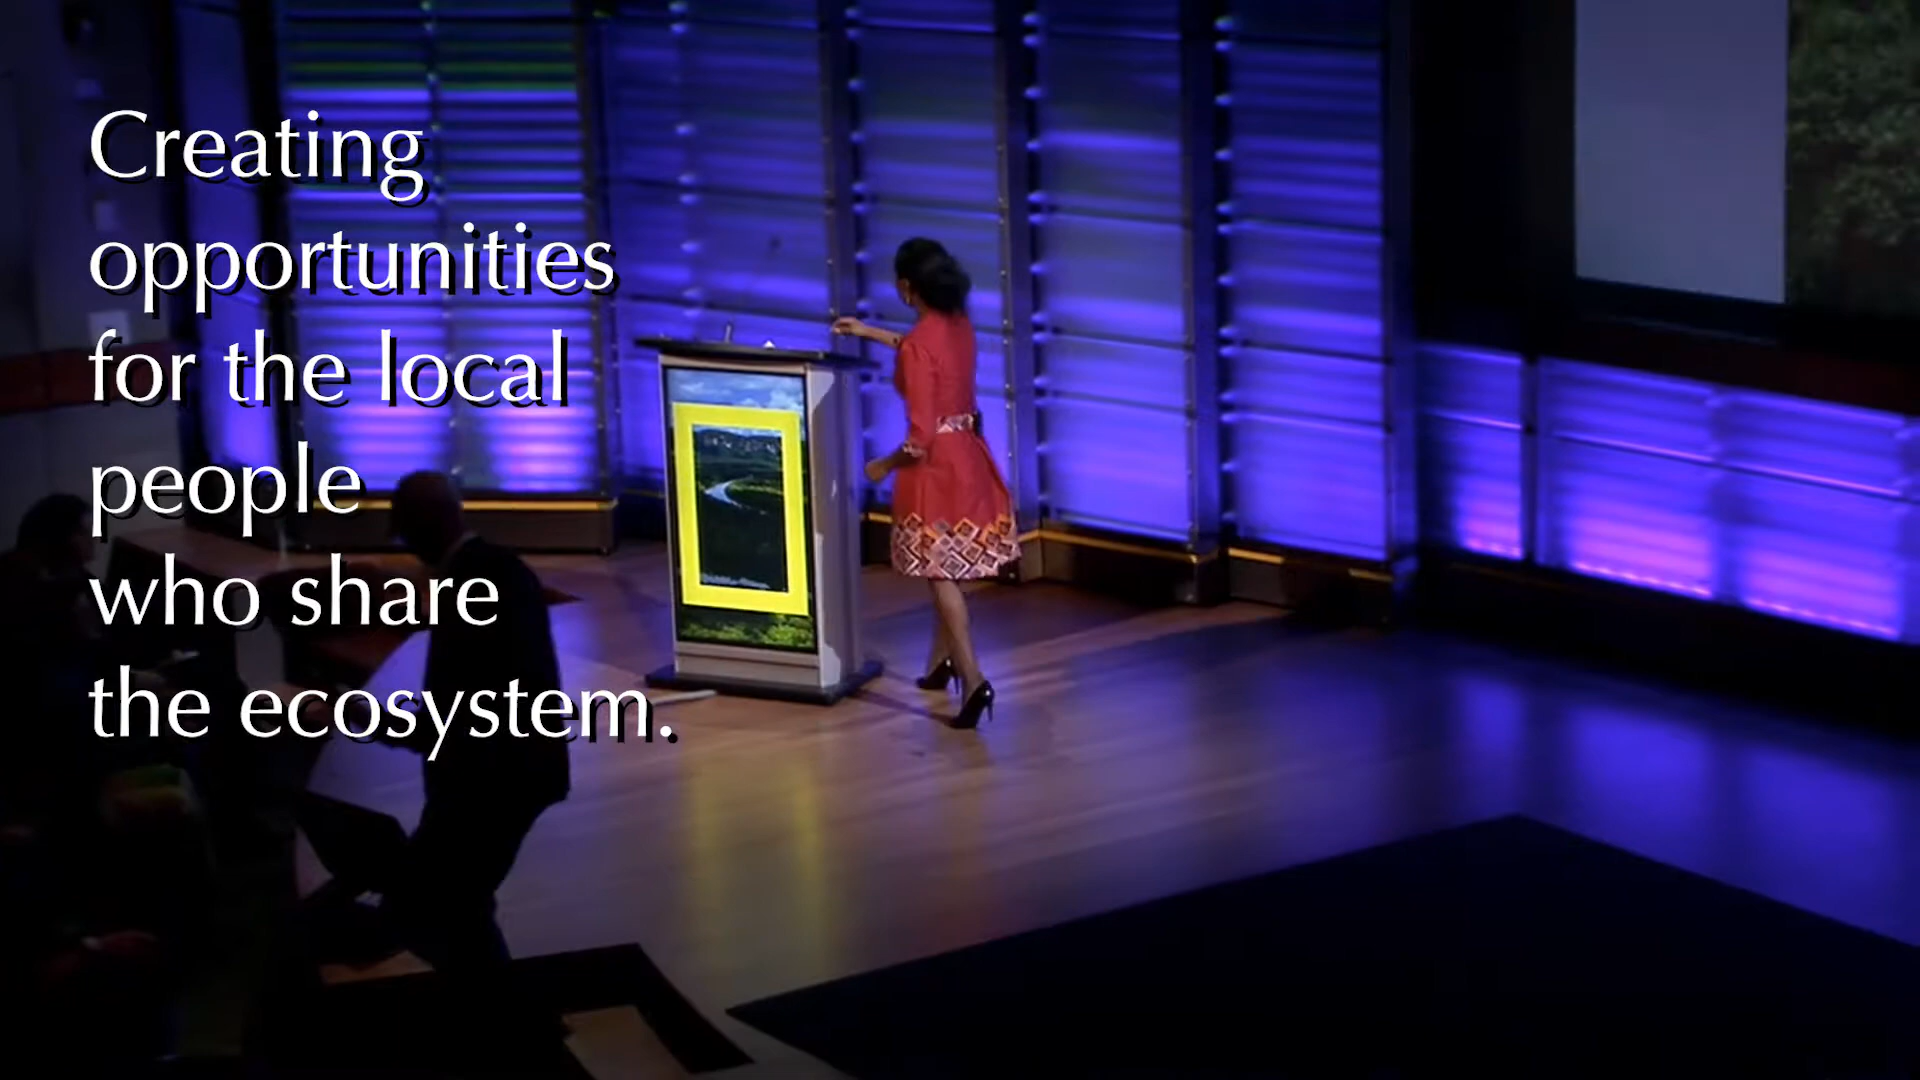 Creating
opportunities
for the local
people
who share
the ecosystem.